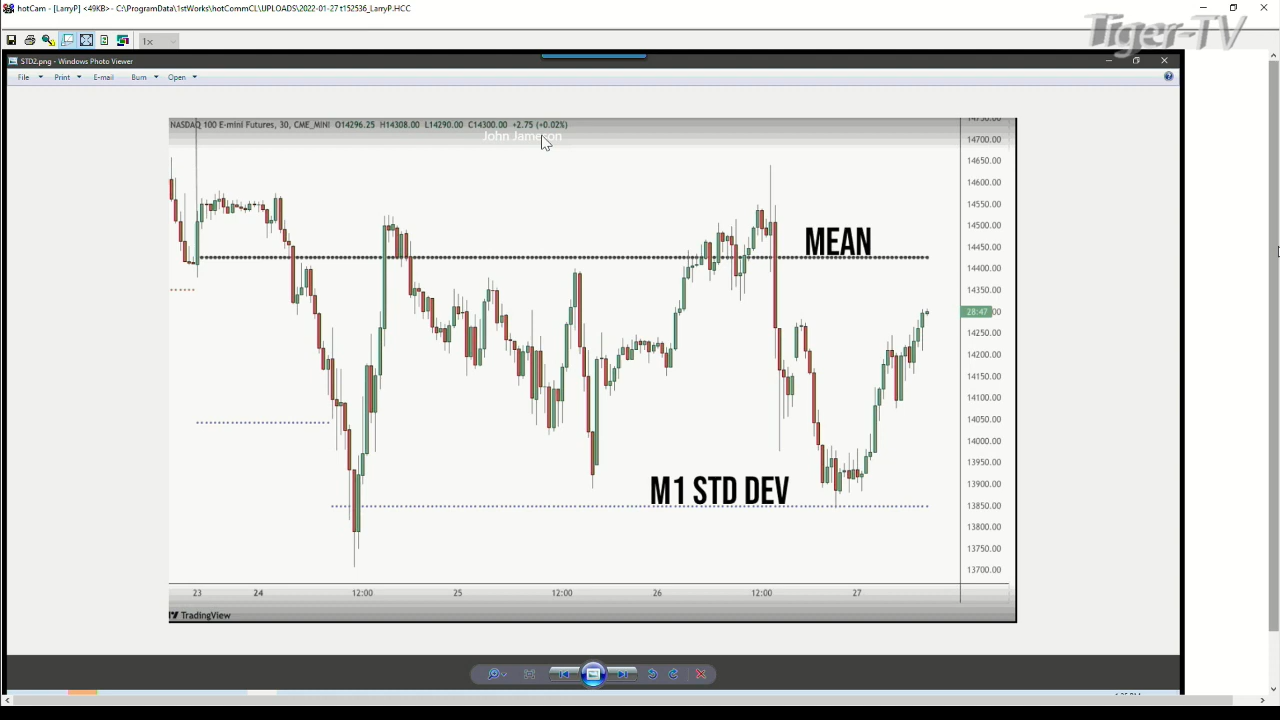 hotCam - [LarryP] <49KB>- C:\ProgramData\1stWorks\hotCommCL\UPLOADS\2022-01-27 t152536_LarryP.HCC
Tiger-TV
1x
STD2.png - Windows Photo Viewer
File Print E-mail Burn Open
NASDAQ 100 E-mini Futures, 30, CME_MINI O14296.25 H14308.00 L14290.00 C14300.00 +2.75 (+0.02%)
John Jameson
14750.00
14700.00
14650.00
14600.00
14550.00
14500.00
MEAN
14450.00
14400.00
14350.00
28:47
14250.00
14200.00
14150.00
14100.00
14050.00
14000.00
13950.00
M1 STD DEV
13900.00
13850.00
13800.00
13750.00
13700.00
23 24 12:00 25 12:00 26 12:00 27
TradingView